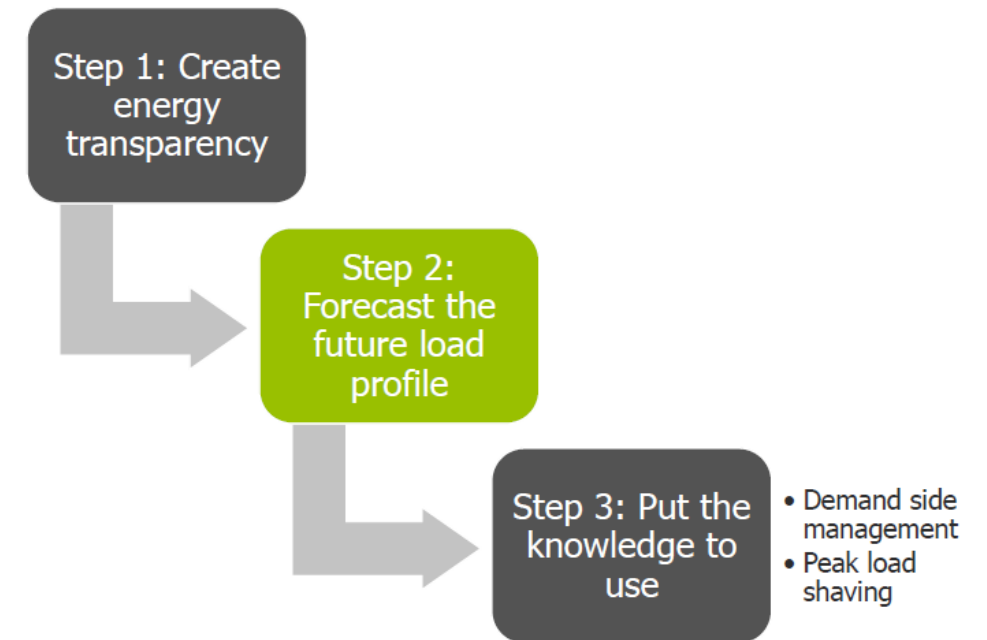 Step 1: Create
energy
transparency
Step 2:
Forecast the
future load
profile
Step 3: Put the
knowledge to
use
• Demand side
management
• Peak load
shaving